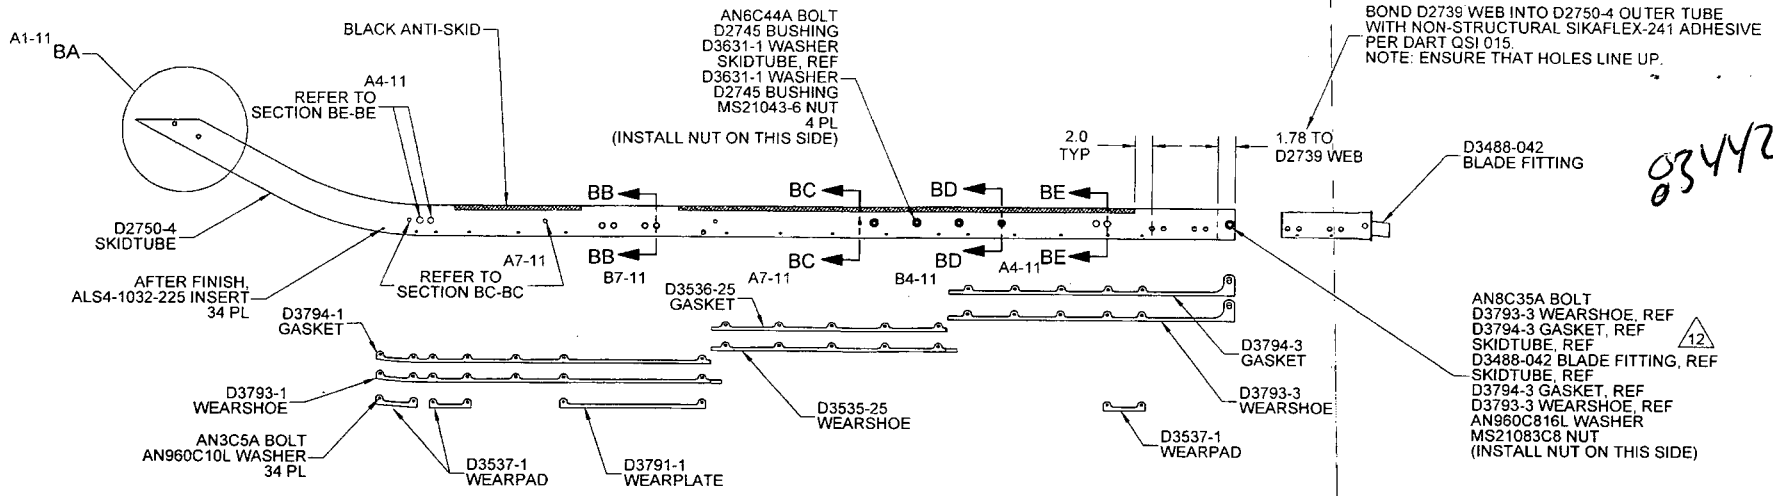 A1-11
BA
BLACK ANTI-SKID
A4-11
REFER TO
SECTION BE-BE
AN6C44A BOLT
D2745 BUSHING
D3631-1 WASHER
SKIDTUBE, REF
D3631-1 WASHER
D2745 BUSHING
MS21043-6 NUT
4 PL
(INSTALL NUT ON THIS SIDE)
BOND D2739 WEB INTO D2750-4 OUTER TUBE
WITH NON-STRUCTURAL SIKAFLEX-241 ADHESIVE
PER DART QSI 015.
NOTE: ENSURE THAT HOLES LINE UP.
2.0
TYP
1.78 TO
D2739 WEB
D3488-042
BLADE FITTING
83442
BB
BC
BD
BE
D2750-4
SKIDTUBE
AFTER FINISH,
ALS4-1032-225 INSERT
34 PL
A7-11
REFER TO
SECTION BC-BC
BB
B7-11
BC
A7-11
BD
B4-11
BE
A4-11
D3794-1
GASKET
D3536-25
GASKET
D3794-3
GASKET
D3793-1
WEARSHOE
D3535-25
WEARSHOE
D3793-3
WEARSHOE
AN3C5A BOLT
AN960C10L WASHER
34 PL
D3537-1
WEARPAD
D3791-1
WEARPLATE
D3537-1
WEARPAD
AN8C35A BOLT
D3793-3 WEARSHOE, REF
D3794-3 GASKET, REF
SKIDTUBE, REF
D3488-042 BLADE FITTING, REF
SKIDTUBE, REF
D3794-3 GASKET, REF
D3793-3 WEARSHOE, REF
AN960C816L WASHER
MS21083C8 NUT
(INSTALL NUT ON THIS SIDE)
12